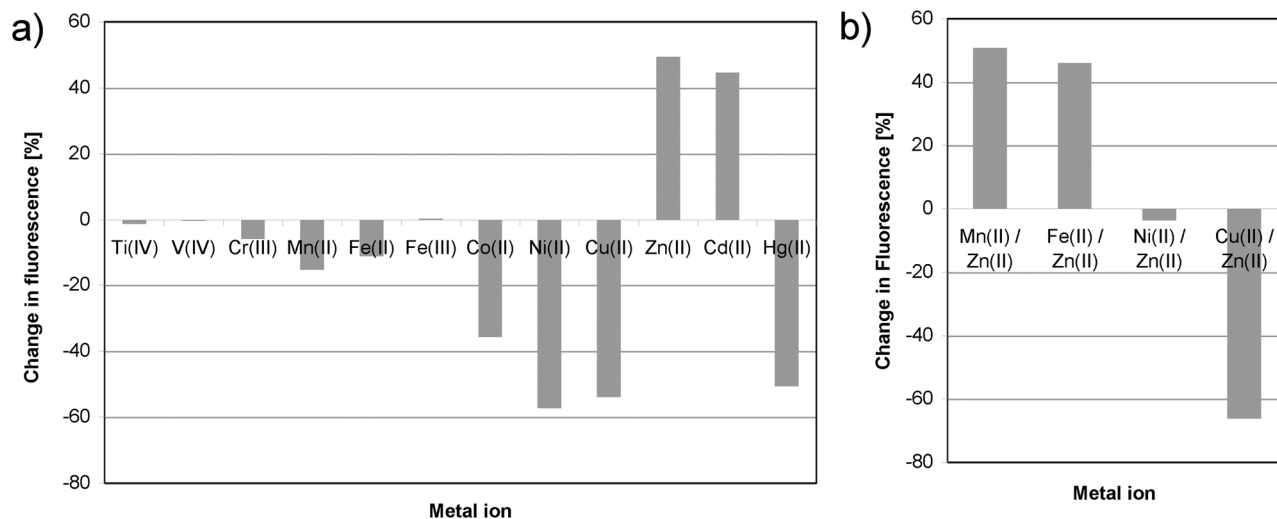 a)
60
40
20
0
-20
-40
-60
-80
Change in fluorescence [%]
Ti(IV) V(IV) Cr(III) Mn(II) Fe(II) Fe(III) Co(II) Ni(II) Cu(II) Zn(II) Cd(II) Hg(II)
Metal ion
b)
60
40
20
0
-20
-40
-60
-80
Change in Fluorescence [%]
Mn(II) / Fe(II) / Ni(II) / Cu(II) /
Zn(II) Zn(II) Zn(II) Zn(II)
Metal ion